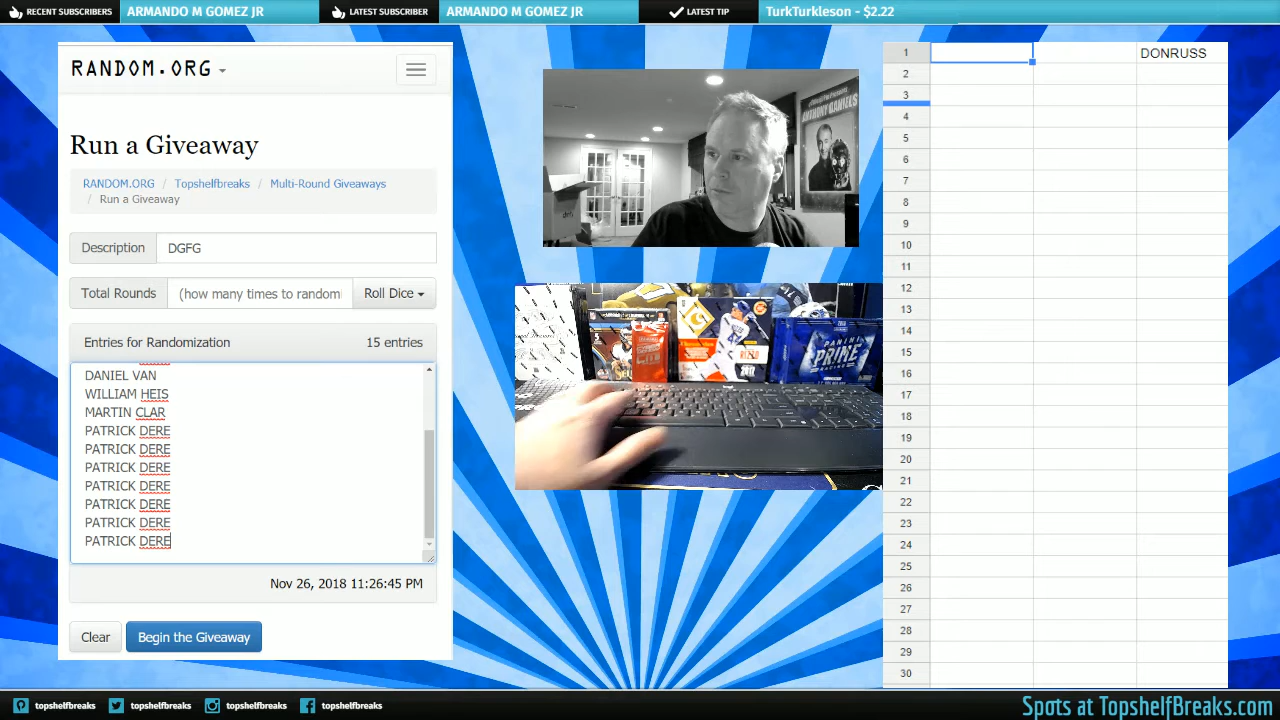 RECENT SUBSCRIBERS
ARMANDO M GOMEZ JR
LATEST SUBSCRIBER
ARMANDO M GOMEZ JR
LATEST TIP
TurkTurkleson - $2.22
RANDOM.ORG
Run a Giveaway
RANDOM.ORG / Topshelfbreaks / Multi-Round Giveaways
/ Run a Giveaway
Description DGFG
Total Rounds (how many times to randomi Roll Dice
Entries for Randomization 15 entries
DANIEL VAN
WILLIAM HEIS
MARTIN CLAR
PATRICK DERE
PATRICK DERE
PATRICK DERE
PATRICK DERE
PATRICK DERE
PATRICK DERE
PATRICK DERE
Nov 26, 2018 11:26:45 PM
Clear Begin the Giveaway
ANTHONY DANIELS
PANINI
PRIME
RACING
1 DONRUSS
2
3
4
5
6
7
8
9
10
11
12
13
14
15
16
17
18
19
20
21
22
23
24
25
26
27
28
29
30
topshelfbreaks topshelfbreaks topshelfbreaks topshelfbreaks
Spots at TopshelfBreaks.com